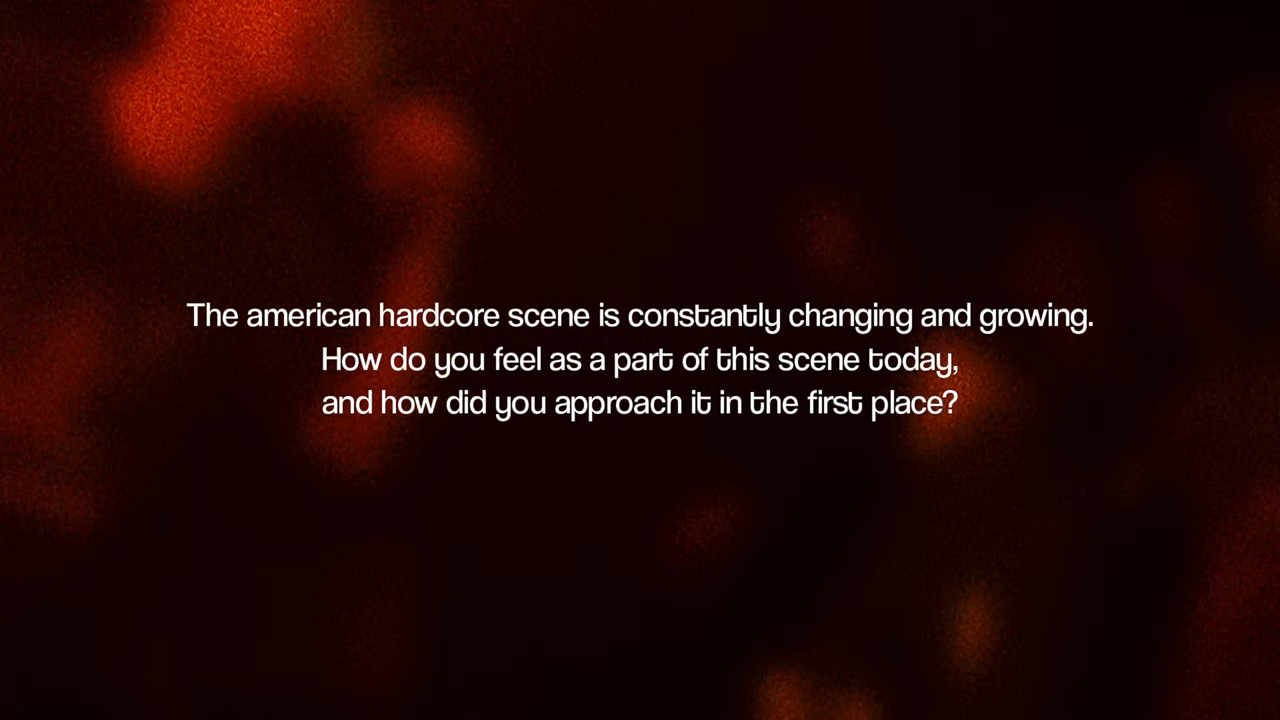 The american hardcore scene is constantly changing and growing.
How do you feel as a part of this scene today,
and how did you approach it in the first place?